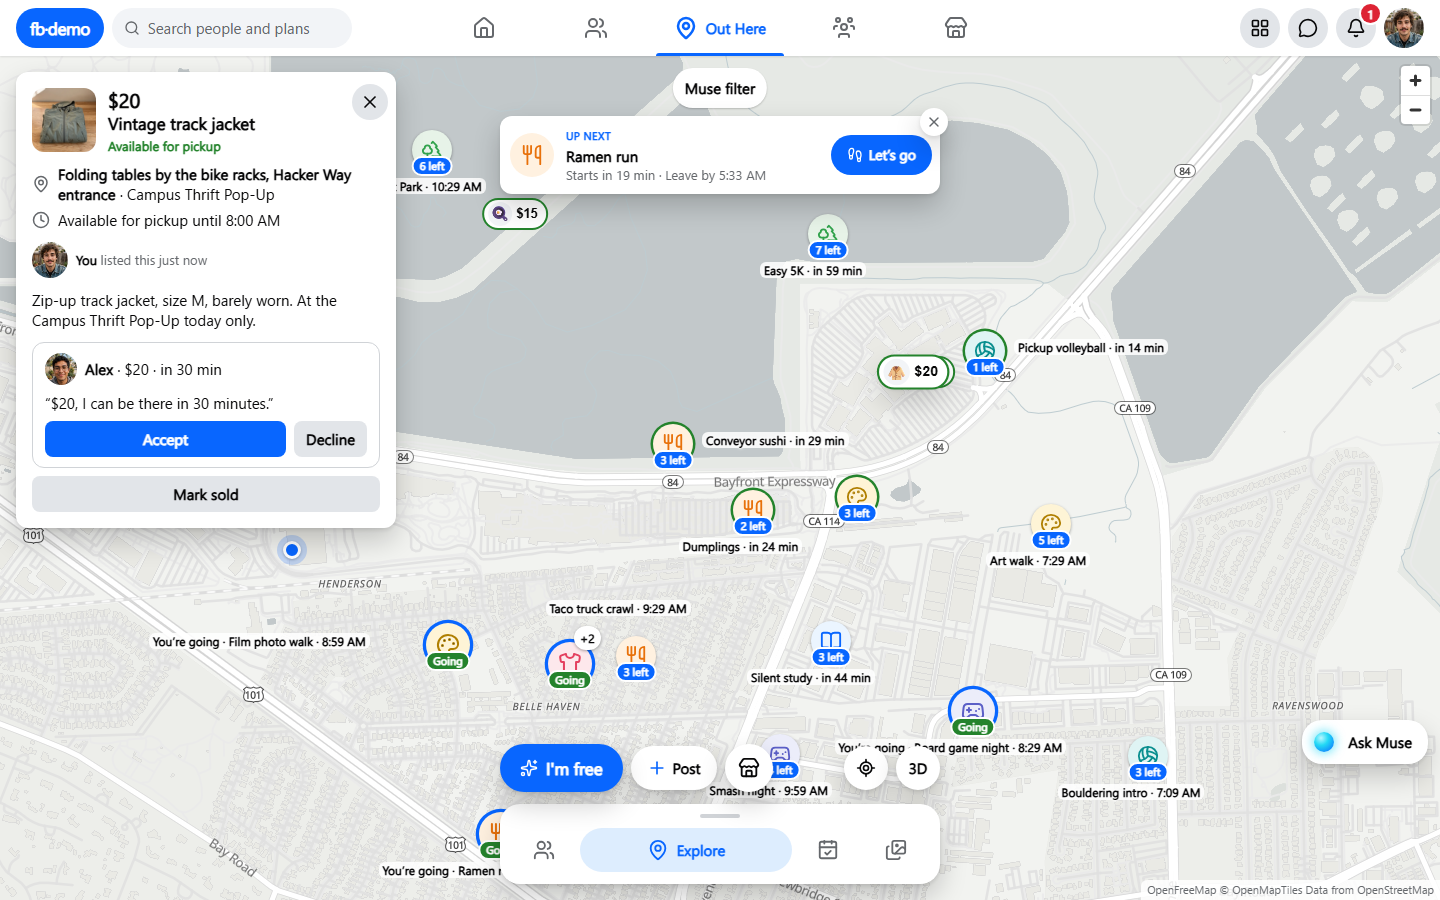 fb-demo
Search people and plans
Out Here
1
Muse filter
$20
Vintage track jacket
Available for pickup
Folding tables by the bike racks, Hacker Way
entrance · Campus Thrift Pop-Up
Available for pickup until 8:00 AM
You listed this just now
Zip-up track jacket, size M, barely worn. At the
Campus Thrift Pop-Up today only.
Alex · $20 · in 30 min
“$20, I can be there in 30 minutes.”
Accept
Decline
Mark sold
UP NEXT
Ramen run
Starts in 19 min · Leave by 5:33 AM
Let's go
6 left
Park · 10:29 AM
$15
7 left
Easy 5K · in 59 min
84
Pickup volleyball · in 14 min
1 left
84
$20
CA 109
Conveyor sushi · in 29 min
3 left
84
84
84
Bayfront Expressway
2 left
Dumplings · in 24 min
3 left
CA 114
5 left
Art walk · 7:29 AM
101
HENDERSON
Taco truck crawl · 9:29 AM
You're going · Film photo walk · 8:59 AM
Going
+2
Going
3 left
3 left
Silent study · in 44 min
101
BELLE HAVEN
CA 109
RAVENSWOOD
Going
You're going · Board game night · 8:29 AM
I'm free
Post
left
3D
Smash night · 9:59 AM
3 left
Bouldering intro · 7:09 AM
Ask Muse
101
Bay Road
You're going · Ramen
Explore
OpenFreeMap © OpenMapTiles Data from OpenStreetMap